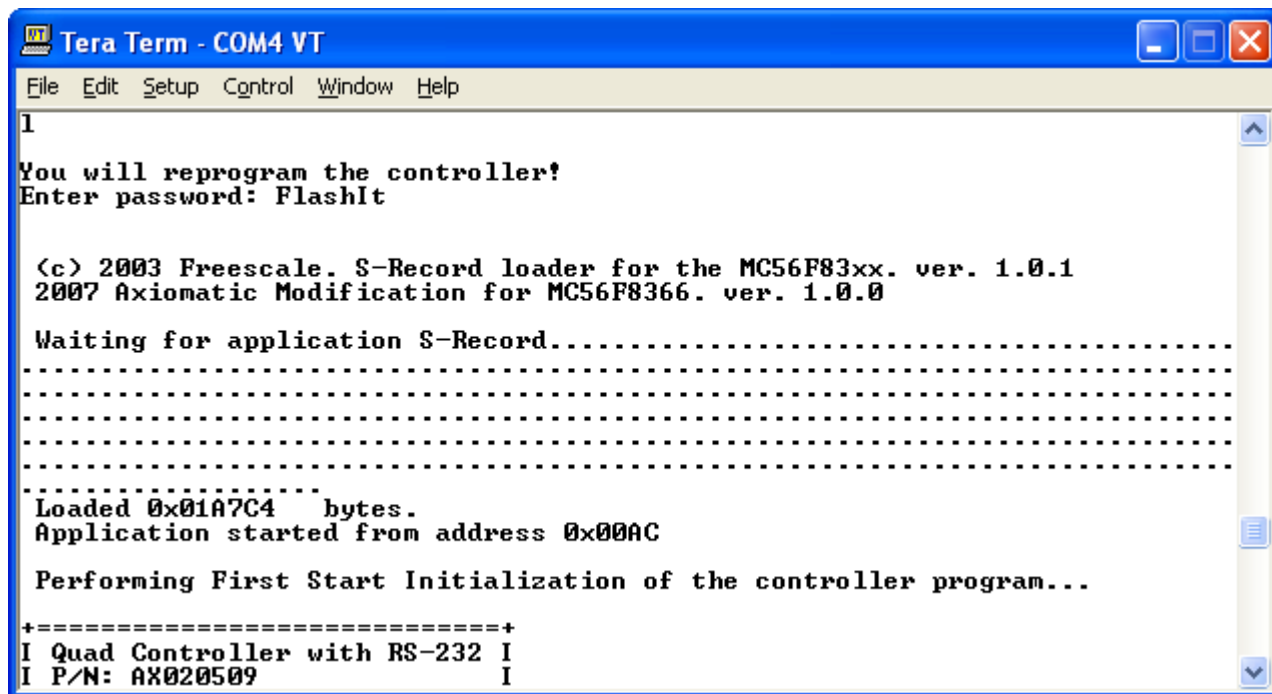 Tera Term - COM4 VT
File Edit Setup Control Window Help
l
You will reprogram the controller!
Enter password: FlashIt
(c) 2003 Freescale. S-Record loader for the MC56F83xx. ver. 1.0.1
2007 Axiomatic Modification for MC56F8366. ver. 1.0.0
Waiting for application S-Record...........................................
............................................................................
............................................................................
............................................................................
............................................................................
............................................................................
...................
Loaded 0x01A7C4   bytes.
Application started from address 0x00AC
Performing First Start Initialization of the controller program...
+=============================+
I Quad Controller with RS-232 I
I P/N: AX020509               I